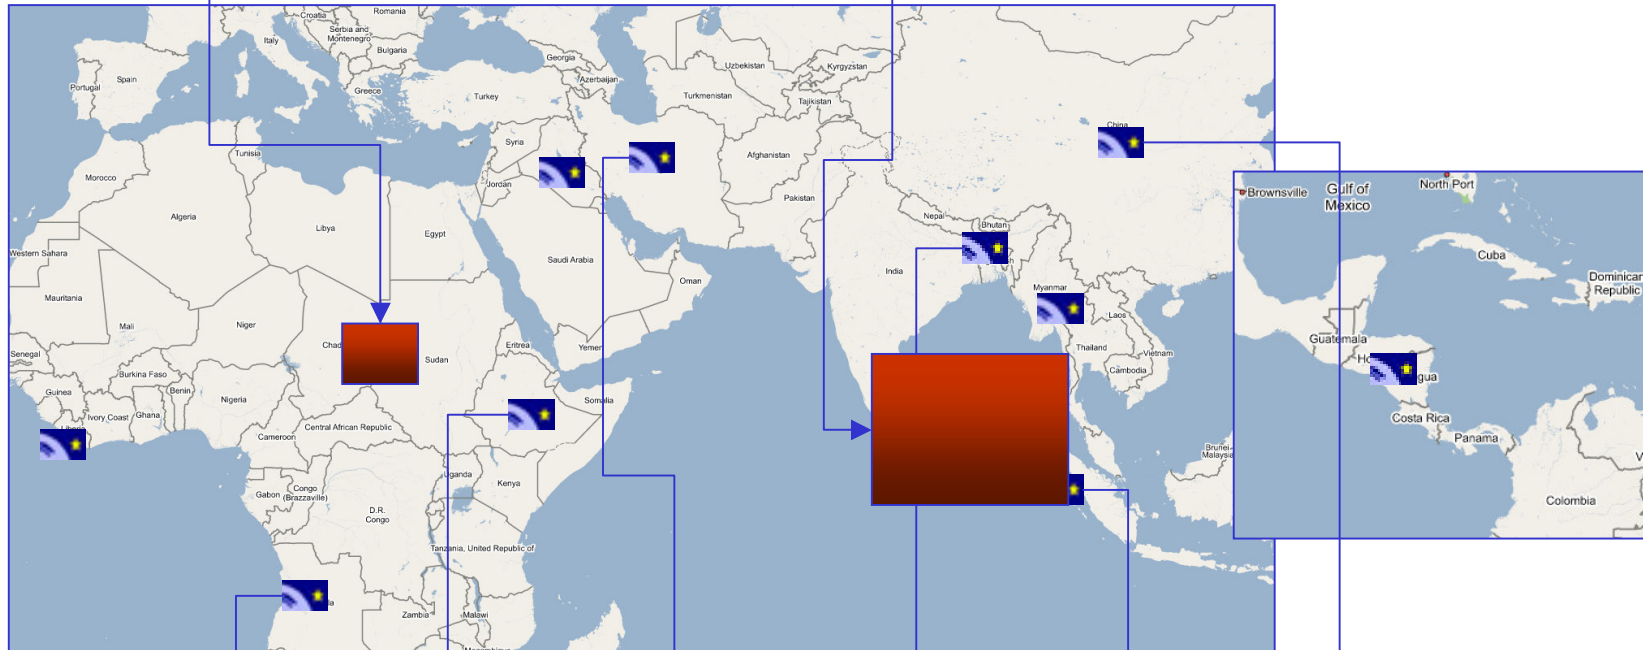 Romania
Croatia
Serbia and
Montenegro
Italy
Bulgaria
Georgia
Uzbekistan
Kyrgyzstan
Azerbaijan
Spain
Portugal
Greece
Turkey
Turkmenistan
Tajikistan
China
Syria
Tunisia
Afghanistan
Jordan
Morocco
Pakistan
Algeria
Libya
Egypt
Nepal
Bhutan
Western Sahara
Saudi Arabia
India
Oman
Myanmar
Mauritania
Mali
Niger
Laos
Chad
Sudan
Eritrea
Yemen
Thailand
Vietnam
Senegal
Burkina Faso
Cambodia
Guinea
Benin
Nigeria
Somalia
Ivory Coast
Ghana
Liberia
Central African Republic
Cameroon
Brunei
Malaysia
Uganda
Kenya
Gabon
Congo
(Brazzaville)
D.R.
Congo
Tanzania, United Republic of
Zambia
Malawi
Mozambique
Brownsville
Gulf of
Mexico
North Port
Cuba
Dominican
Republic
Guatemala
Ho
gua
Costa Rica
Panama
V
Colombia